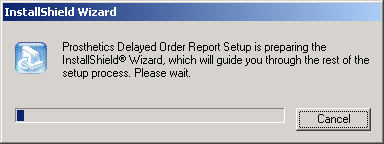 InstallShield Wizard
Prosthetics Delayed Order Report Setup is preparing the
InstallShield® Wizard, which will guide you through the rest of the
setup process. Please wait.
Cancel